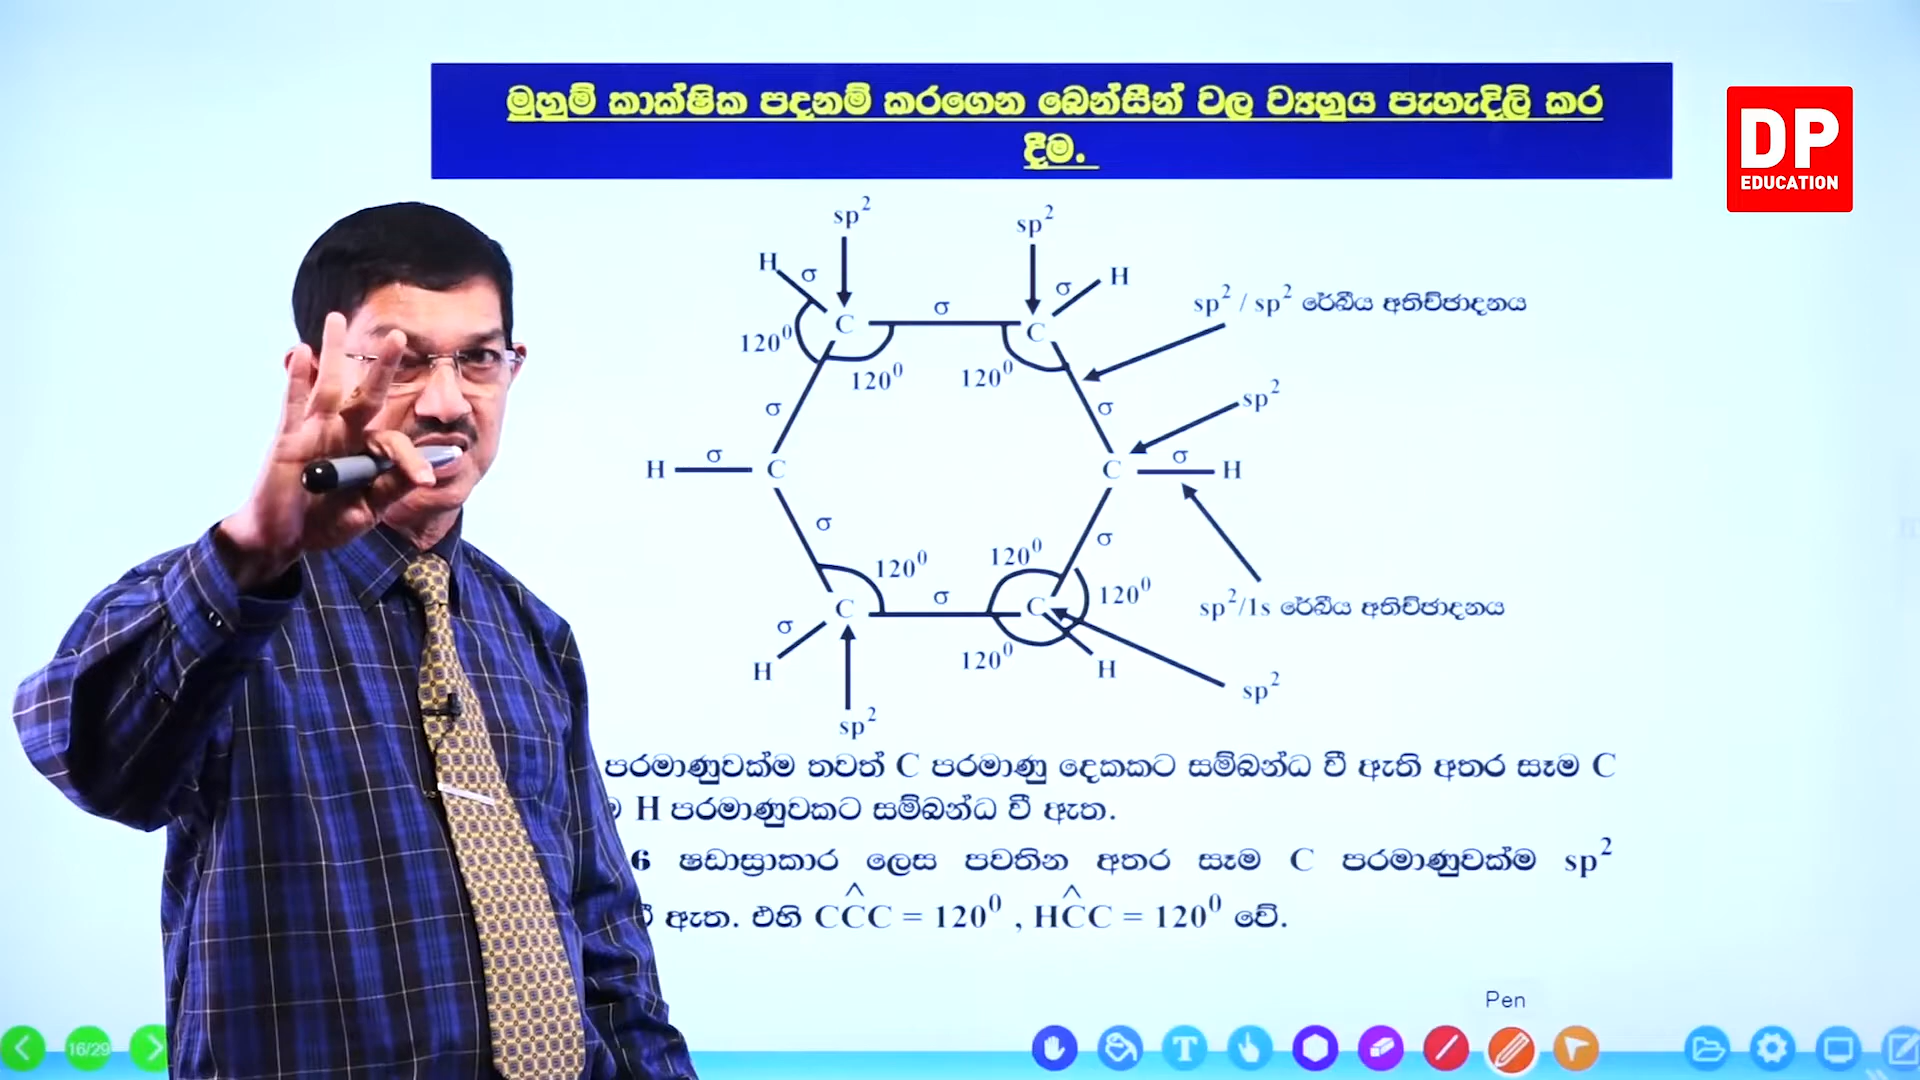 මුහුම් කාක්ෂික පදනම් කරගෙන බෙන්සීන් වල ව්‍යුහය පැහැදිලි කර
දීම.
DP
EDUCATION
sp²
sp²
H σ
σ
σ H
sp² / sp² රේඛීය අතිච්ඡාදනය
C
C
120⁰
120⁰
120⁰
sp²
σ
σ
H σ C
C σ H
σ
σ
120⁰
120⁰
120⁰
C σ C
sp²/1s රේඛීය අතිච්ඡාදනය
σ
H
120⁰
H
sp²
sp²
පරමාණුවක්ම තවත් C පරමාණු දෙකකට සම්බන්ධ වී ඇති අතර සෑම C
H පරමාණුවකට සම්බන්ධ වී ඇත.
6 ෂඩාස්‍රාකාර ලෙස පවතින අතර සෑම C පරමාණුවක්ම sp²
ඇත. එහි CĈC = 120⁰ , HĈC = 120⁰ වේ.
Pen
16/29
T